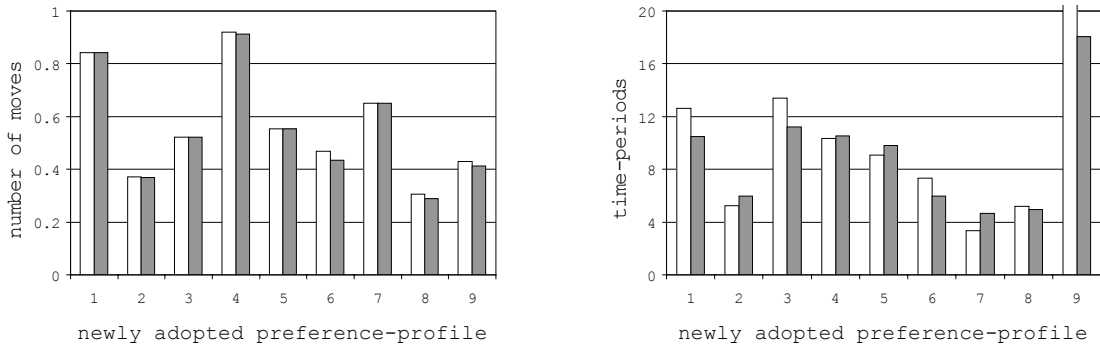 number of moves
1
0.8
0.6
0.4
0.2
0
1 2 3 4 5 6 7 8 9
newly adopted preference-profile
time-periods
20
16
12
8
4
0
1 2 3 4 5 6 7 8 9
newly adopted preference-profile